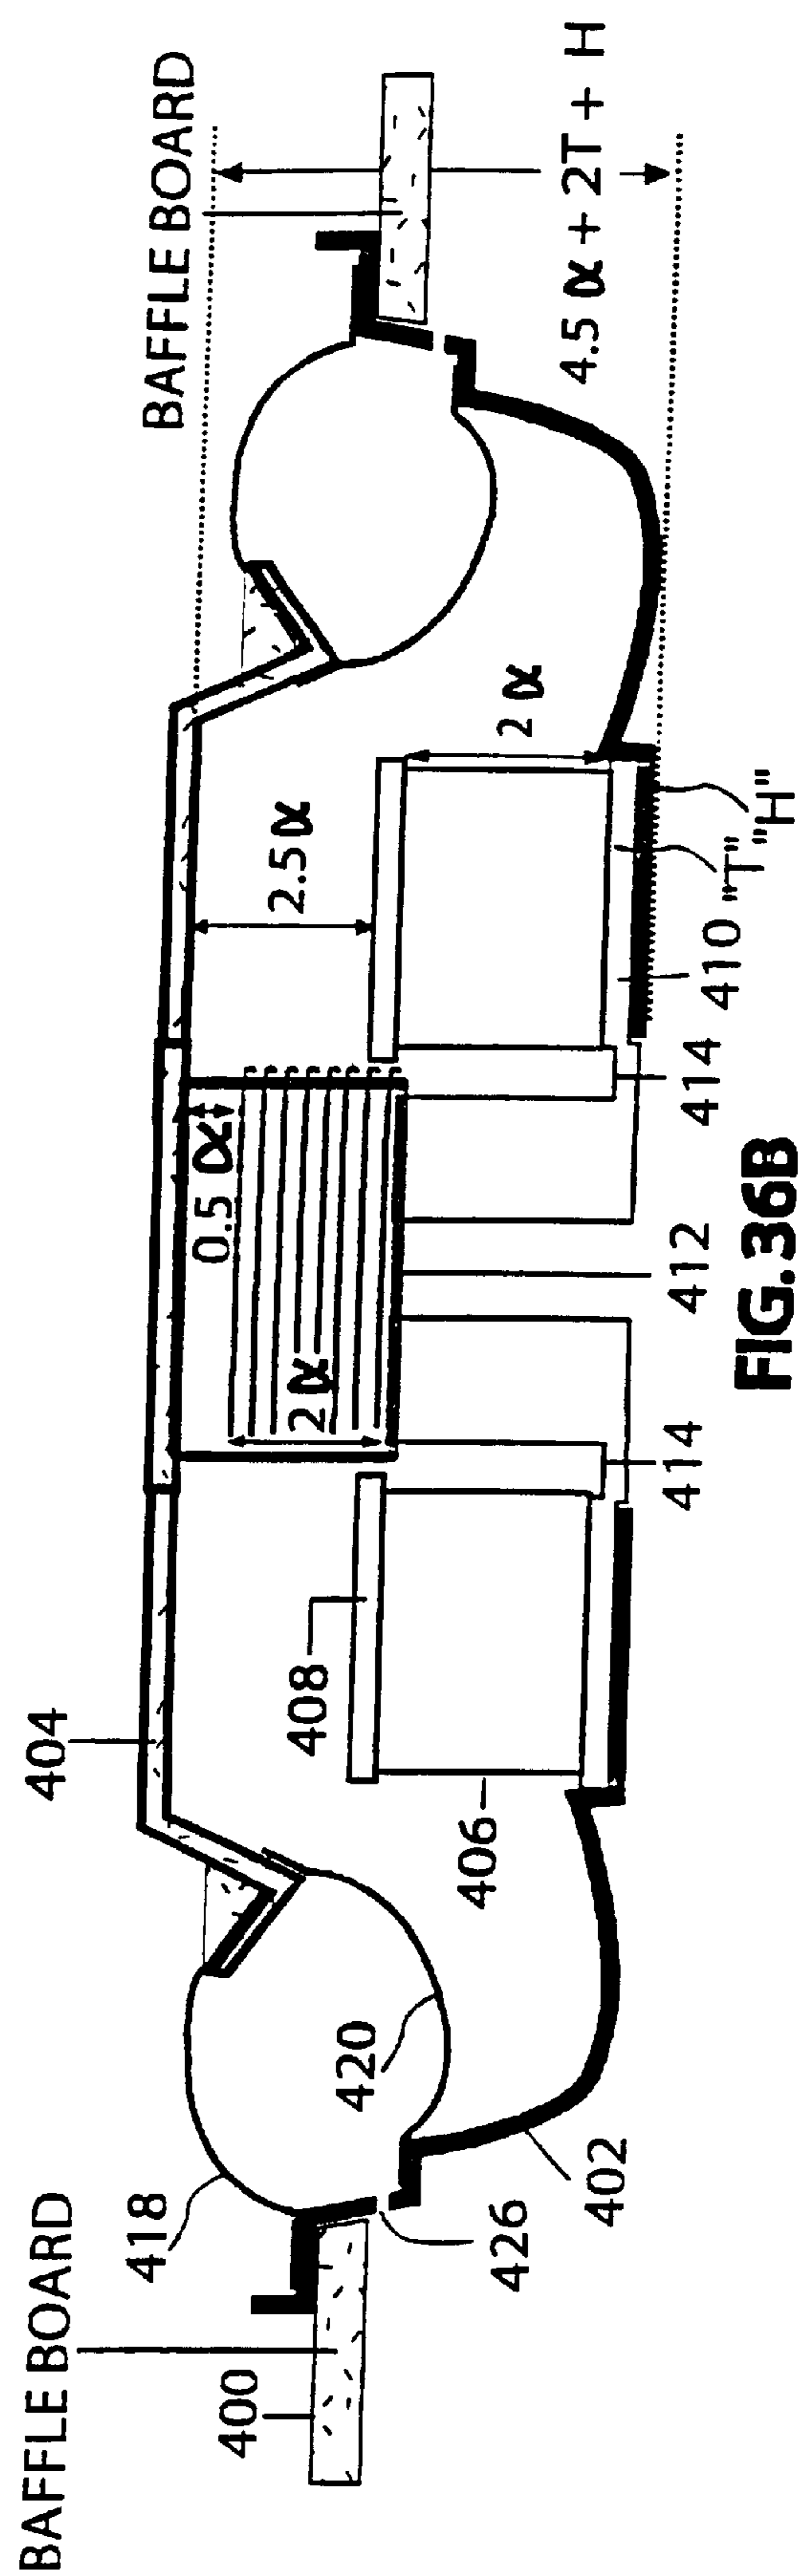 BAFFLE BOARD
400
418
426
402
420
404
406
408
414
2 α
0.5 α
412
414
410
"T"
"H"
2.5 α
2 α
BAFFLE BOARD
4.5 α + 2T + H
FIG.36B